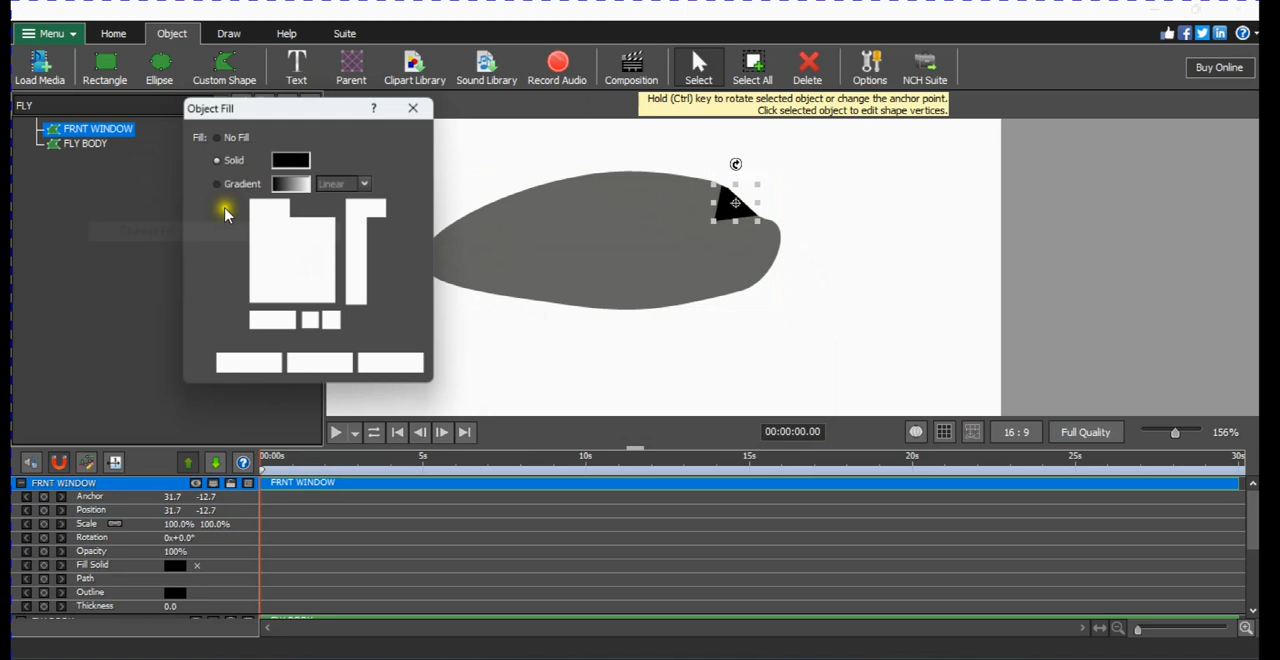 Menu Home Object Draw Help Suite
Load Media Rectangle Ellipse Custom Shape Text Parent Clipart Library Sound Library Record Audio Composition Select Select All Delete Options NCH Suite Buy Online
Hold (Ctrl) key to rotate selected object or change the anchor point.
Click selected object to edit shape vertices.
FLY
FRNT WINDOW
FLY BODY
Object Fill ?
Fill: No Fill
Solid
Gradient Linear
00:00:00.00 16 : 9 Full Quality 156%
00:00s 5s 10s 15s 20s 25s 30s
FRNT WINDOW FRNT WINDOW
Anchor 31.7 -12.7
Position 31.7 -12.7
Scale 100.0% 100.0%
Rotation 0x+0.0°
Opacity 100%
Fill Solid
Path
Outline
Thickness 0.0